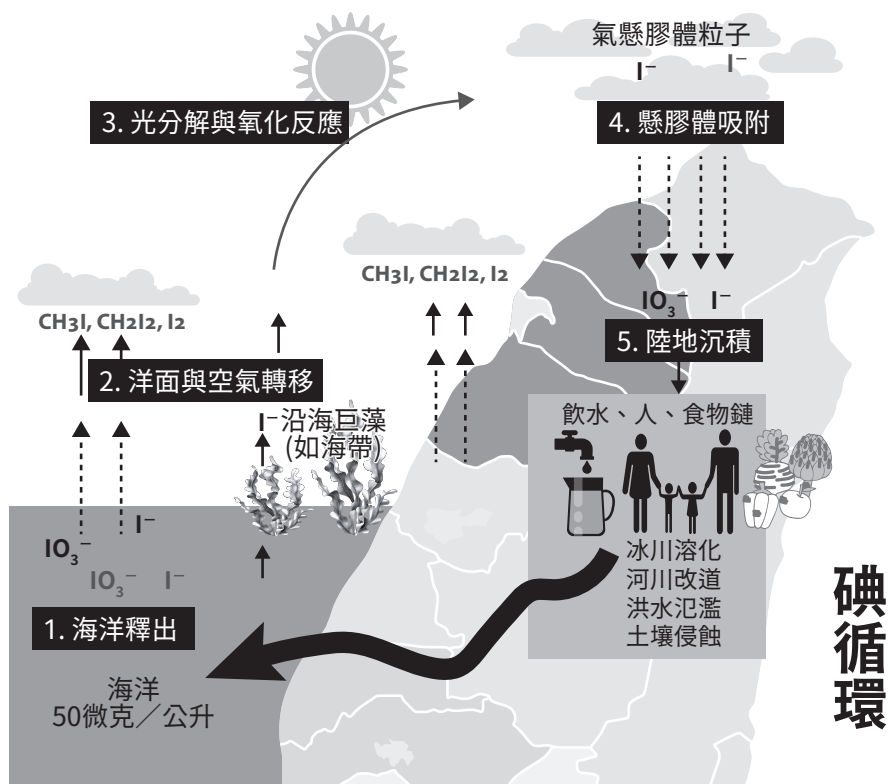 氣懸膠體粒子
I⁻ I⁻
3. 光分解與氧化反應
4. 懸膠體吸附
CH3I, CH2I2, I2
CH3I, CH2I2, I2
IO₃⁻ I⁻
5. 陸地沉積
2. 洋面與空氣轉移
I⁻沿海巨藻
(如海帶)
飲水、人、食物鏈
I⁻
IO₃⁻
IO₃⁻ I⁻
冰川溶化
河川改道
洪水氾濫
土壤侵蝕
1. 海洋釋出
海洋
50微克／公升
碘循環